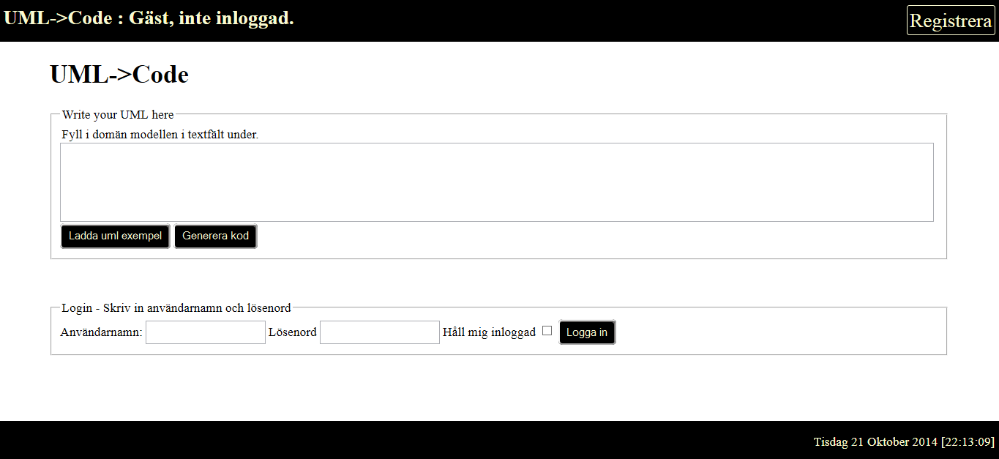 UML->Code : Gäst, inte inloggad.
Registrera
UML->Code
Write your UML here
Fyll i domän modellen i textfält under.
Ladda uml exempel
Generera kod
Login - Skriv in användarnamn och lösenord
Användarnamn: Lösenord Håll mig inloggad Logga in
Tisdag 21 Oktober 2014 [22:13:09]